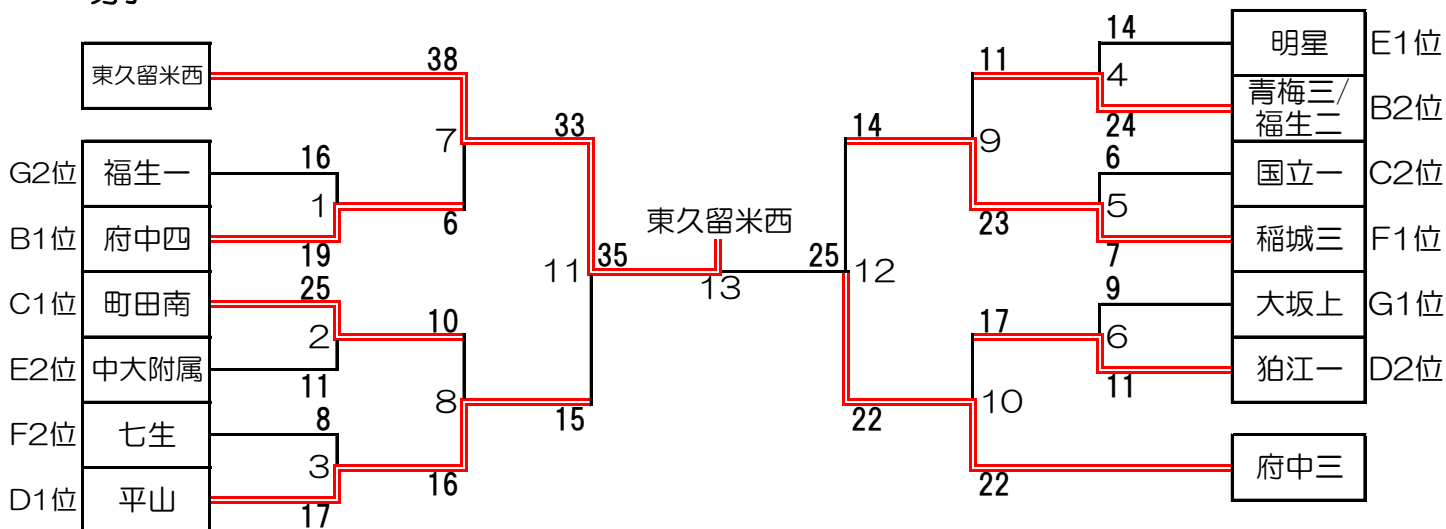 38
14
11
明星
E1位
東久留米西
4
青梅三/
福生二
B2位
33
14
24
7
9
16
6
G2位
福生一
国立一
C2位
1
5
6
23
B1位
府中四
東久留米西
稲城三
F1位
19
7
11
35
25
12
25
13
9
C1位
町田南
大坂上
G1位
10
17
2
6
E2位
中大附属
狛江一
D2位
11
11
8
10
15
22
8
F2位
七生
府中三
3
16
22
D1位
平山
17